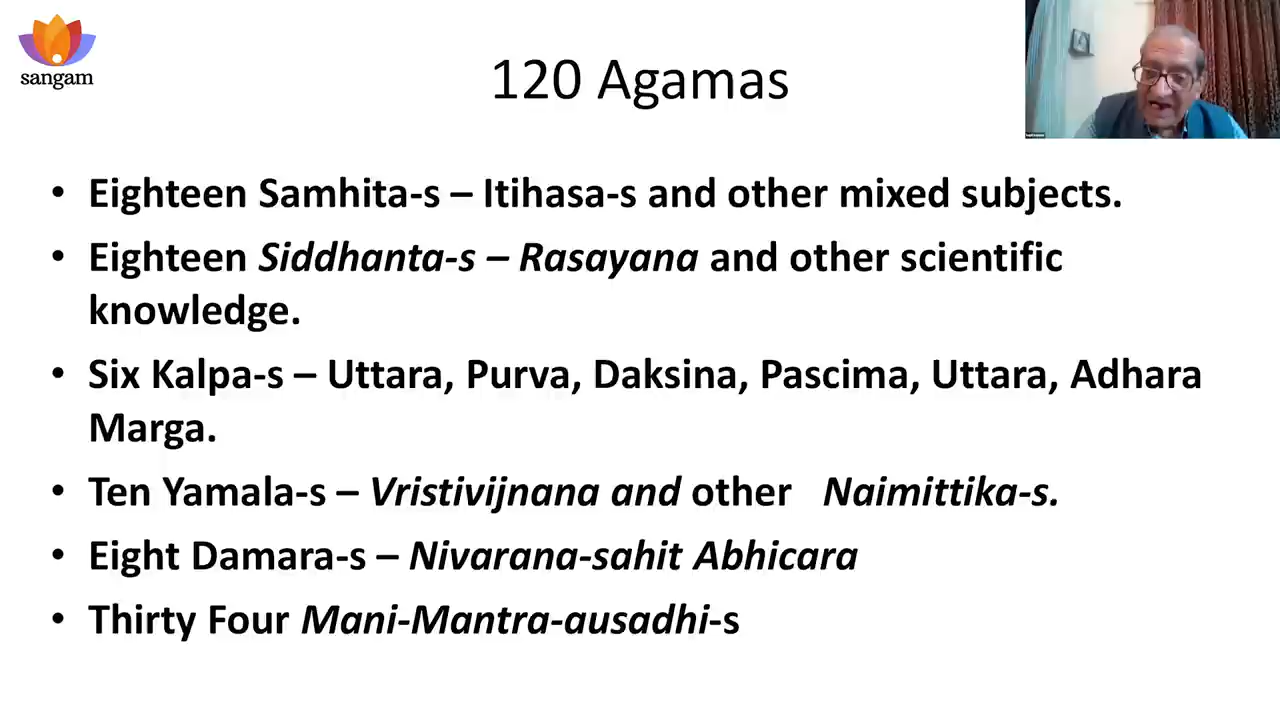 sangam
120 Agamas
• Eighteen Samhita-s – Itihasa-s and other mixed subjects.
• Eighteen Siddhanta-s – Rasayana and other scientific
knowledge.
• Six Kalpa-s – Uttara, Purva, Daksina, Pascima, Uttara, Adhara
Marga.
• Ten Yamala-s – Vristivijnana and other Naimittika-s.
• Eight Damara-s – Nivarana-sahit Abhicara
• Thirty Four Mani-Mantra-ausadhi-s